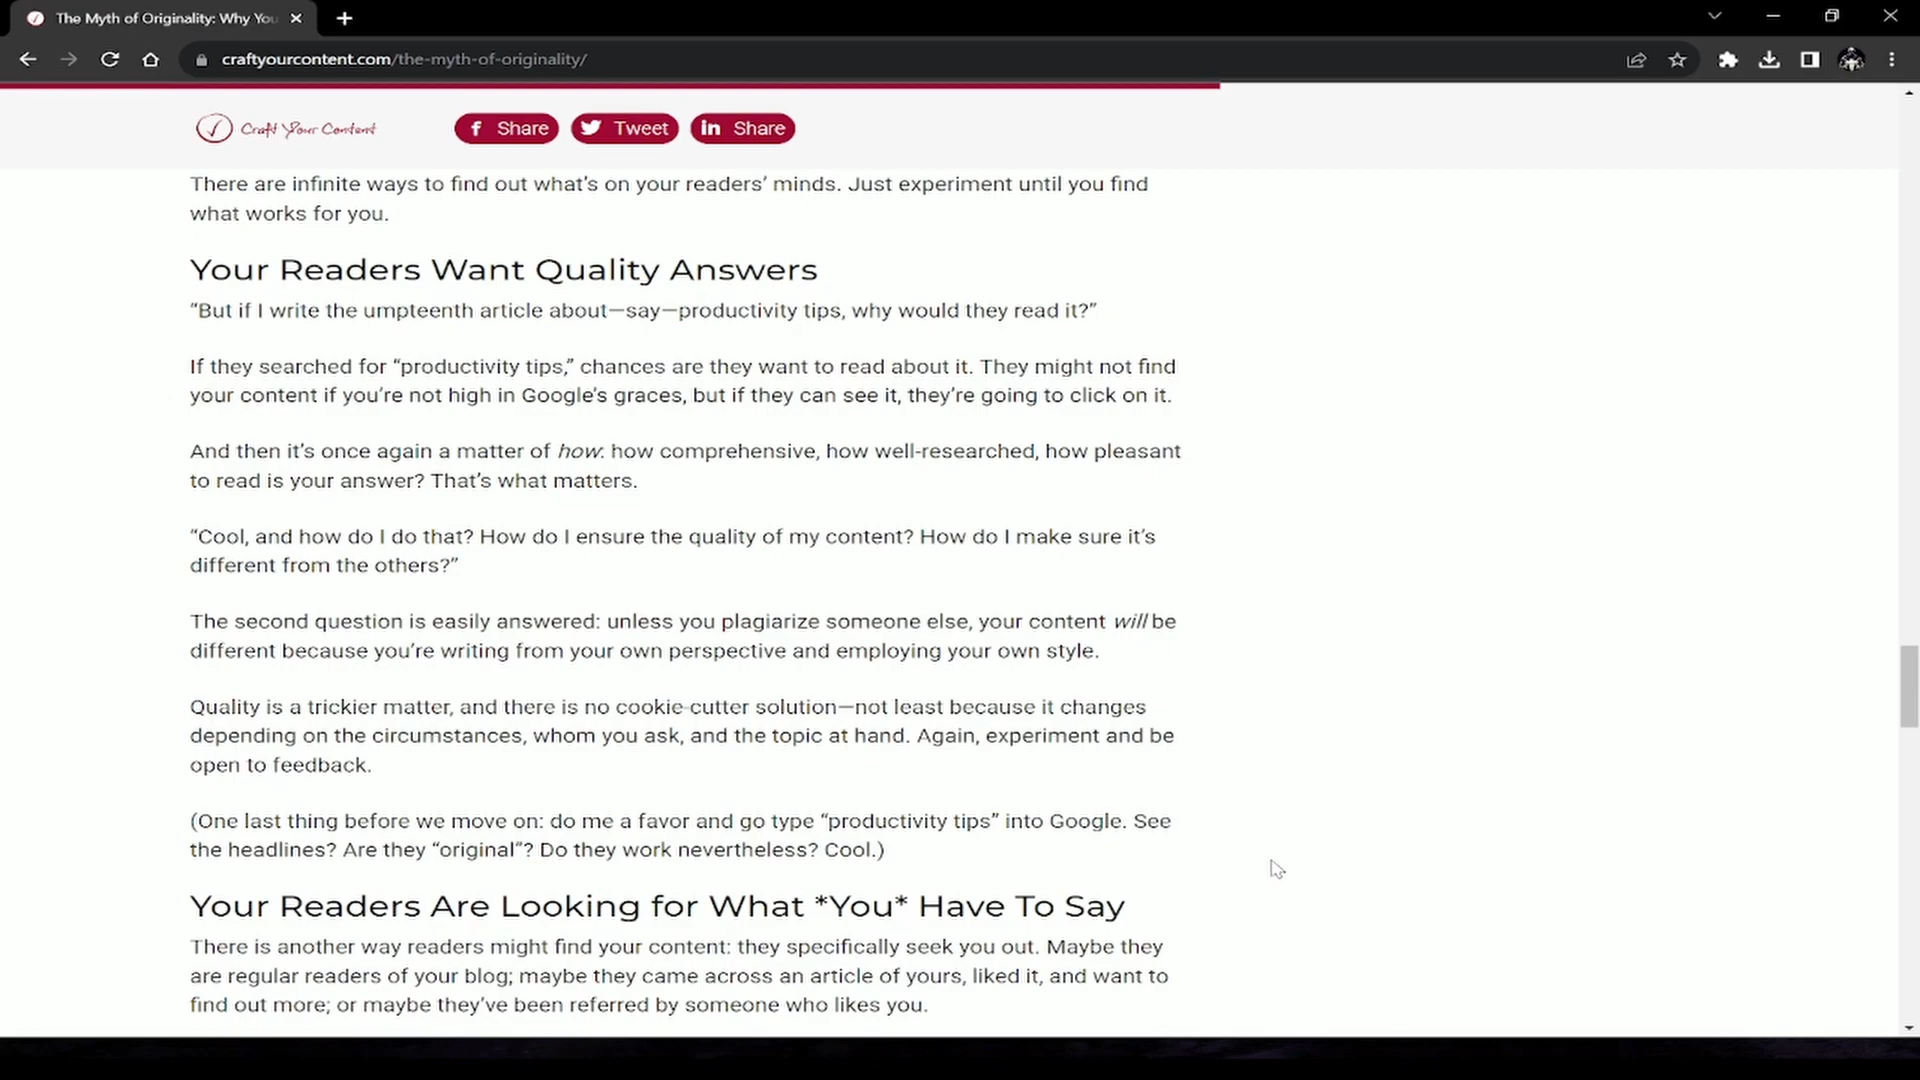 The Myth of Originality: Why You
craftyourcontent.com/the-myth-of-originality/
Craft Your Content
Share
Tweet
Share
There are infinite ways to find out what’s on your readers’ minds. Just experiment until you find
what works for you.
Your Readers Want Quality Answers
“But if I write the umpteenth article about—say—productivity tips, why would they read it?”
If they searched for “productivity tips,” chances are they want to read about it. They might not find
your content if you’re not high in Google’s graces, but if they can see it, they’re going to click on it.
And then it’s once again a matter of how: how comprehensive, how well-researched, how pleasant
to read is your answer? That’s what matters.
“Cool, and how do I do that? How do I ensure the quality of my content? How do I make sure it’s
different from the others?”
The second question is easily answered: unless you plagiarize someone else, your content will be
different because you’re writing from your own perspective and employing your own style.
Quality is a trickier matter, and there is no cookie-cutter solution—not least because it changes
depending on the circumstances, whom you ask, and the topic at hand. Again, experiment and be
open to feedback.
(One last thing before we move on: do me a favor and go type “productivity tips” into Google. See
the headlines? Are they “original”? Do they work nevertheless? Cool.)
Your Readers Are Looking for What *You* Have To Say
There is another way readers might find your content: they specifically seek you out. Maybe they
are regular readers of your blog; maybe they came across an article of yours, liked it, and want to
find out more; or maybe they’ve been referred by someone who likes you.